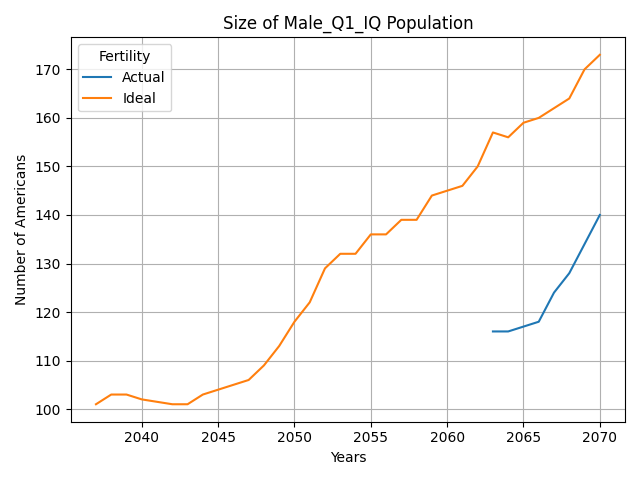 Size of Male_Q1_IQ Population
Fertility
Actual
Ideal
Number of Americans
170
160
150
140
130
120
110
100
2040 2045 2050 2055 2060 2065 2070
Years